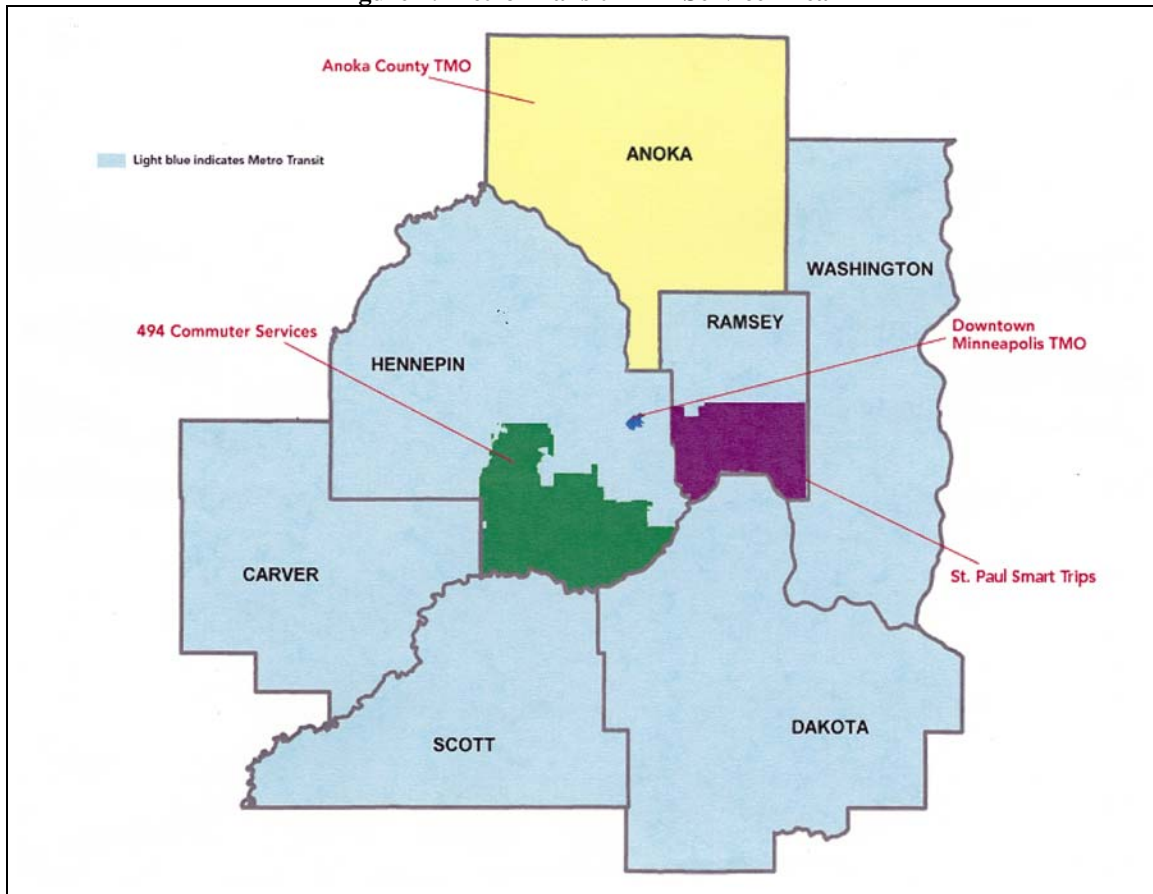 Anoka County TMO
ANOKA
Light blue indicates Metro Transit
WASHINGTON
494 Commuter Services
RAMSEY
Downtown
Minneapolis TMO
HENNEPIN
CARVER
St. Paul Smart Trips
DAKOTA
SCOTT